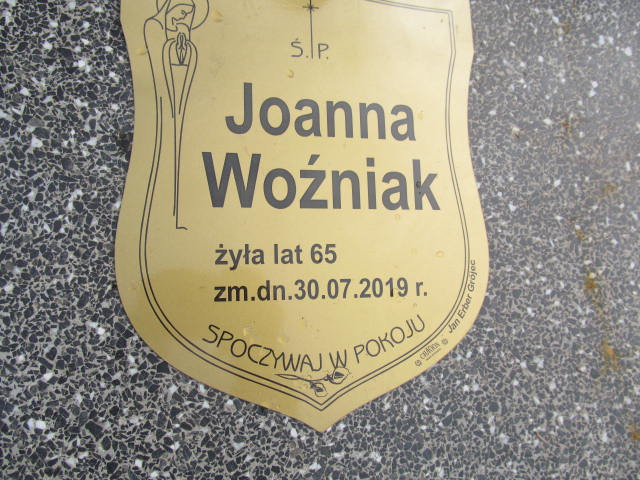 Ś. P.
Joanna
Woźniak
żyła lat 65
zm.dn.30.07.2019 r.
SPOCZYWAJ W POKOJU
Jan Erber Grójec